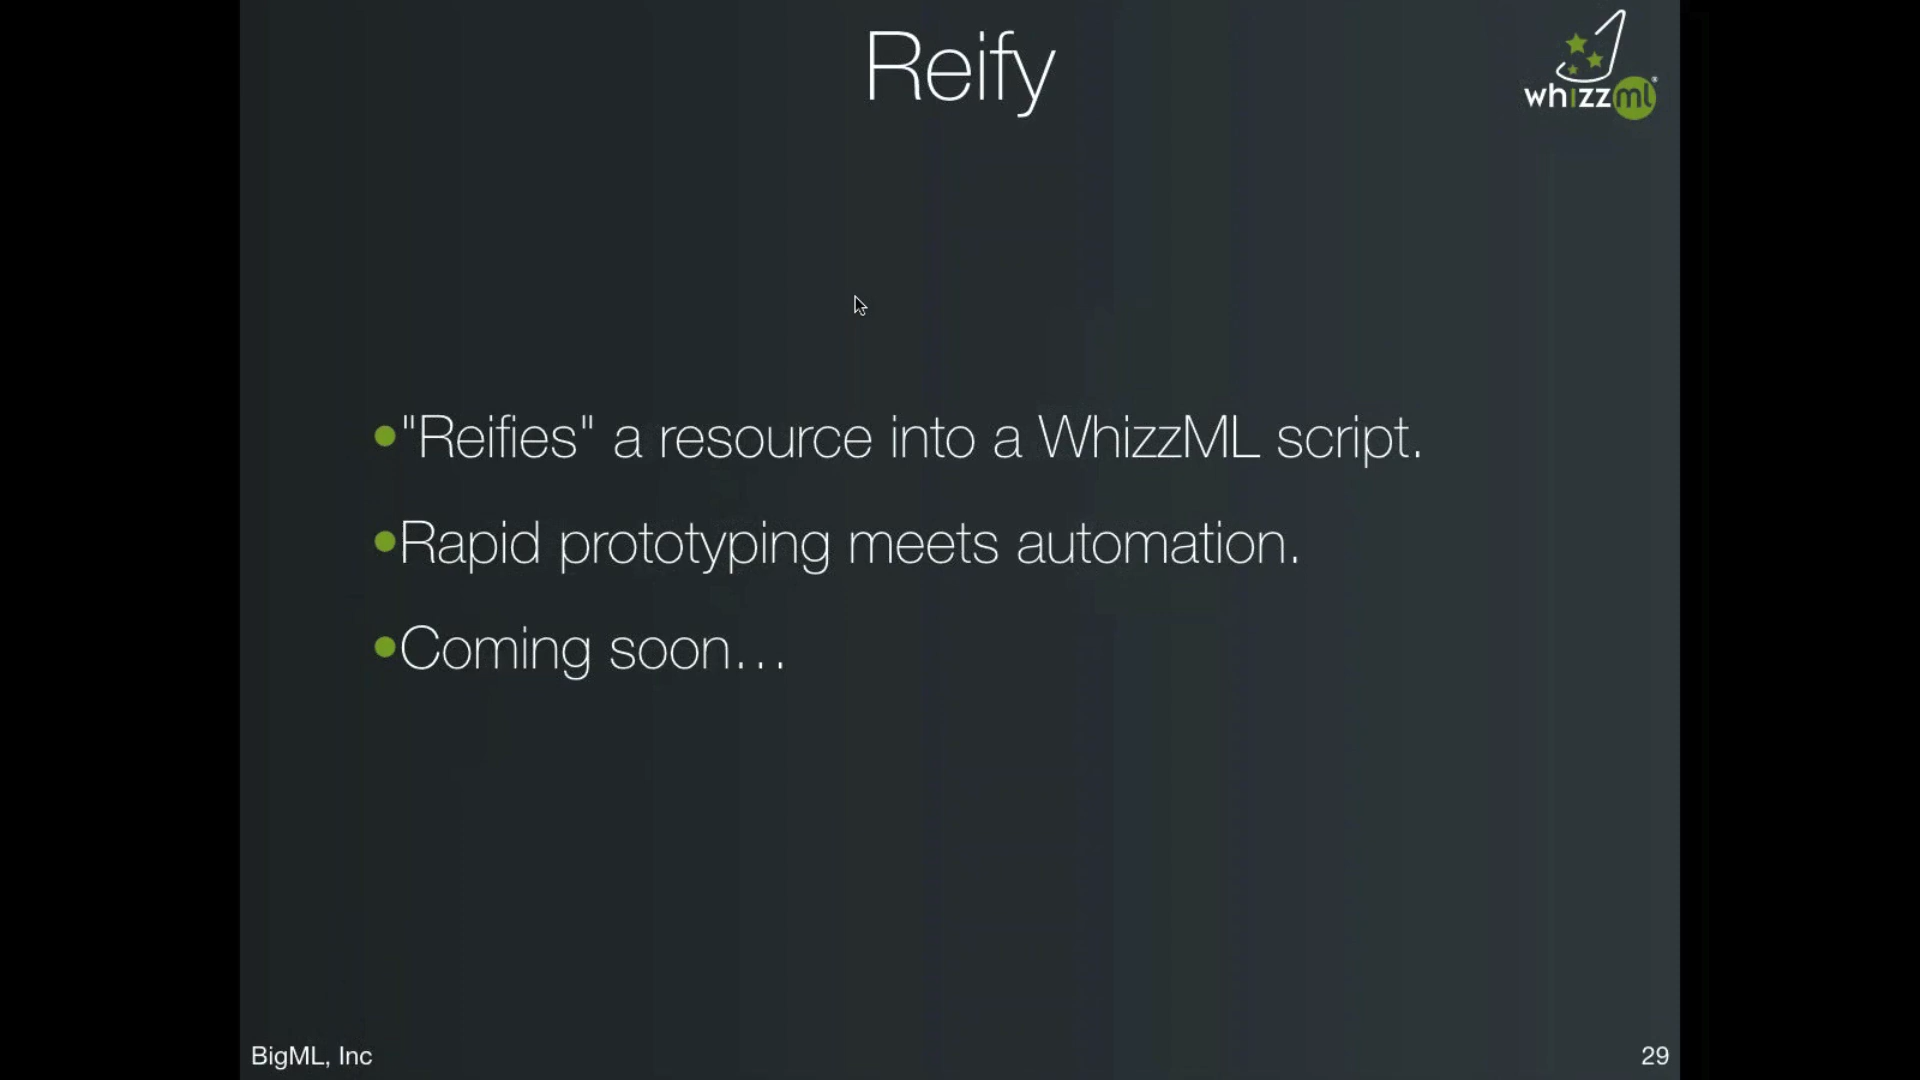 Reify
whizzml®
•"Reifies" a resource into a WhizzML script.
•Rapid prototyping meets automation.
•Coming soon…
BigML, Inc
29